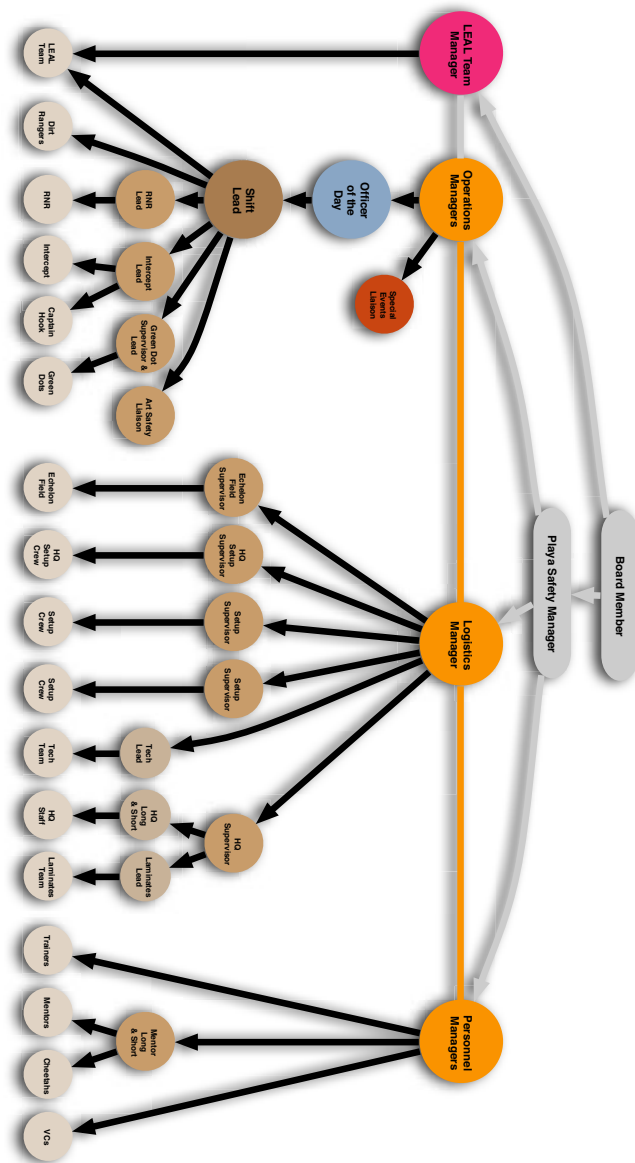 Board Member
Playa Safety Manager
LEAL Team
Manager
Operations
Managers
Logistics
Manager
Personnel
Managers
Special
Events
Liaison
Officer
of the
Day
Shift
Lead
Echelon
Field
Supervisor
HQ
Setup
Supervisor
Setup
Supervisor
Setup
Supervisor
HQ
Supervisor
RNR
Lead
Intercept
Lead
Green Dot
Supervisor &
Lead
Art Safety
Liaison
Tech
Lead
HQ
Long
& Short
Laminates
Lead
Mentor
Long
& Short
LEAL
Team
Dirt
Rangers
RNR
Intercept
Captain
Hook
Green
Dots
Echelon
Field
HQ
Setup
Crew
Setup
Crew
Setup
Crew
Tech
Team
HQ
Staff
Laminates
Team
Trainers
Mentors
Cheetahs
VCs